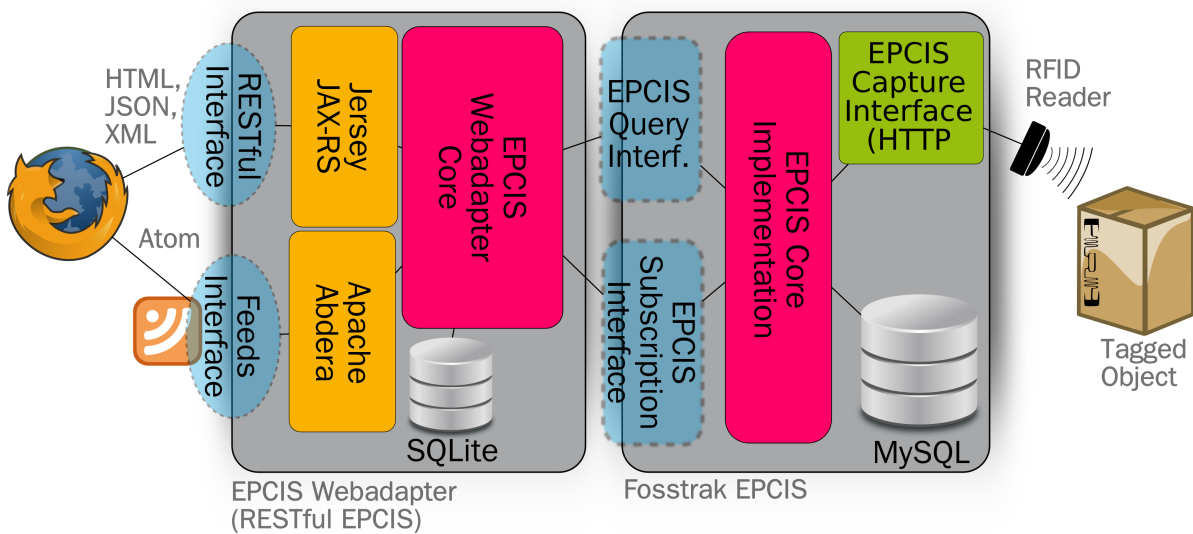 HTML,
JSON,
XML
Atom
RESTful
Interface
Feeds
Interface
Jersey
JAX-RS
Apache
Abdera
EPCIS
Webadapter
Core
SQLite
EPCIS Webadapter
(RESTful EPCIS)
EPCIS
Query
Interf.
EPCIS
Subscription
Interface
EPCIS Core
Implementation
EPCIS
Capture
Interface
(HTTP
MySQL
Fosstrak EPCIS
RFID
Reader
Tagged
Object